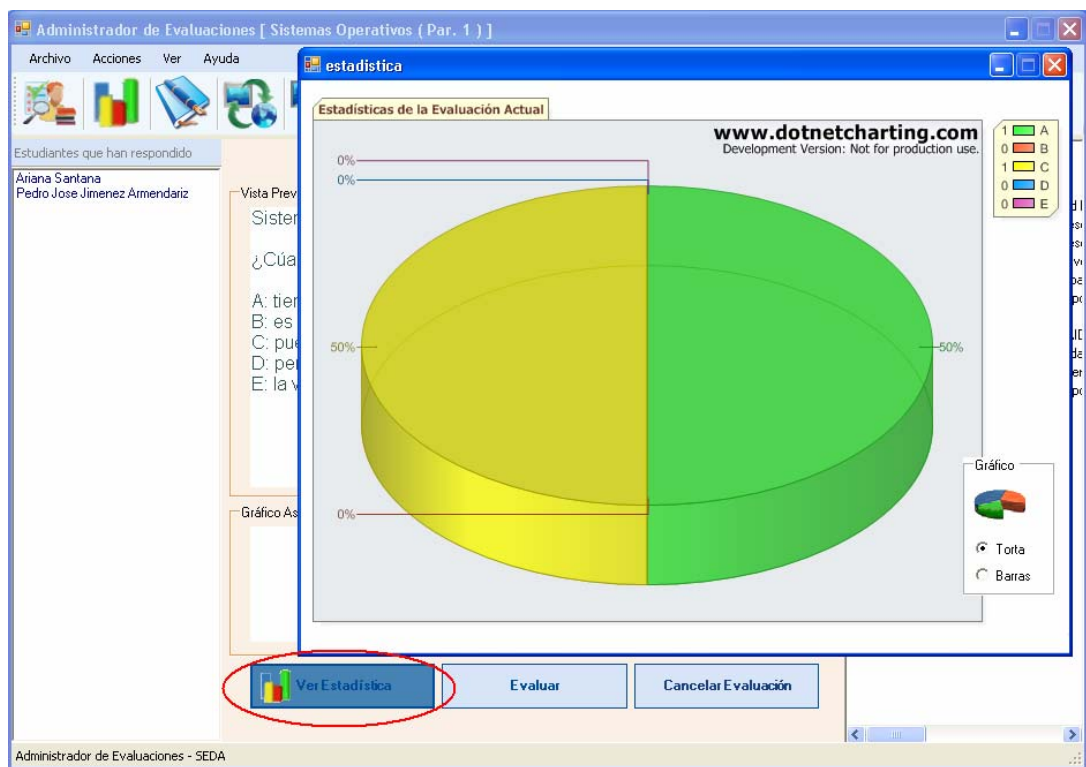 Administrador de Evaluaciones [ Sistemas Operativos ( Par. 1 ) ]
Archivo Acciones Ver Ayuda
estadistica
Estadísticas de la Evaluación Actual
www.dotnetcharting.com
Development Version: Not for production use.
1 A
0 B
1 C
0 D
0 E
0%
0%
50%
50%
0%
Estudiantes que han respondido
Ariana Santana
Pedro Jose Jimenez Armendariz
Vista Prev
Sister
¿Cúa
A: tier
B: es
C: pue
D: per
E: la v
Gráfico As
Gráfico
Torta
Barras
Ver Estadística
Evaluar
Cancelar Evaluación
Administrador de Evaluaciones - SEDA